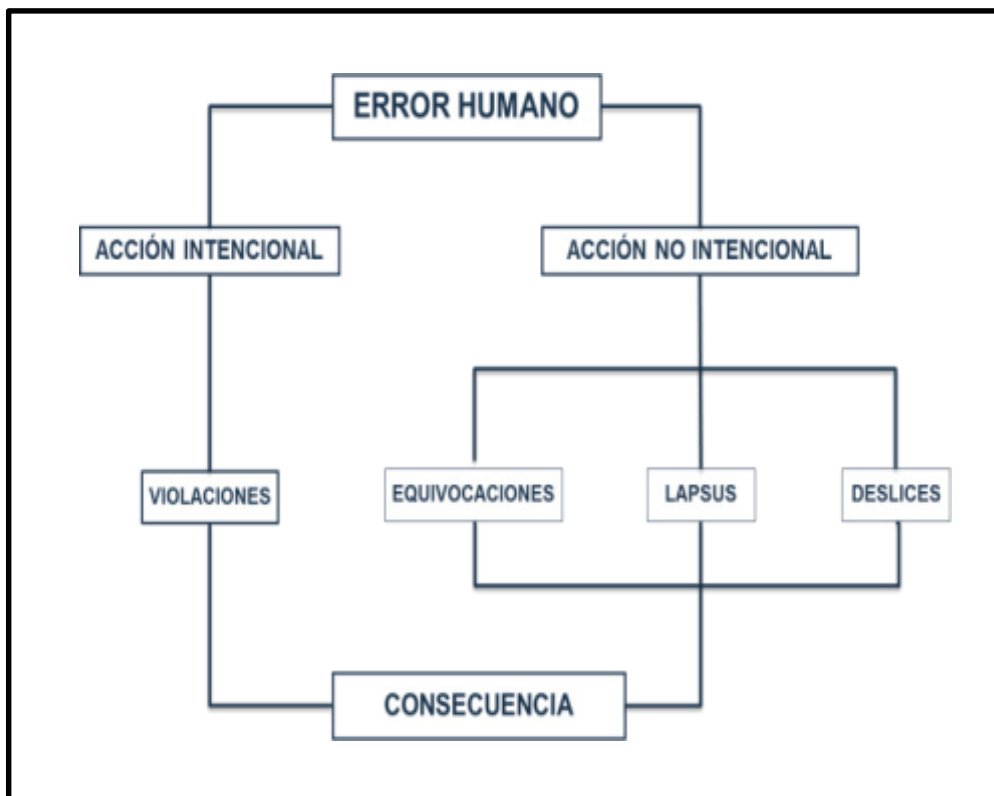 ERROR HUMANO
ACCIÓN INTENCIONAL
ACCIÓN NO INTENCIONAL
VIOLACIONES
EQUIVOCACIONES
LAPSUS
DESLICES
CONSECUENCIA